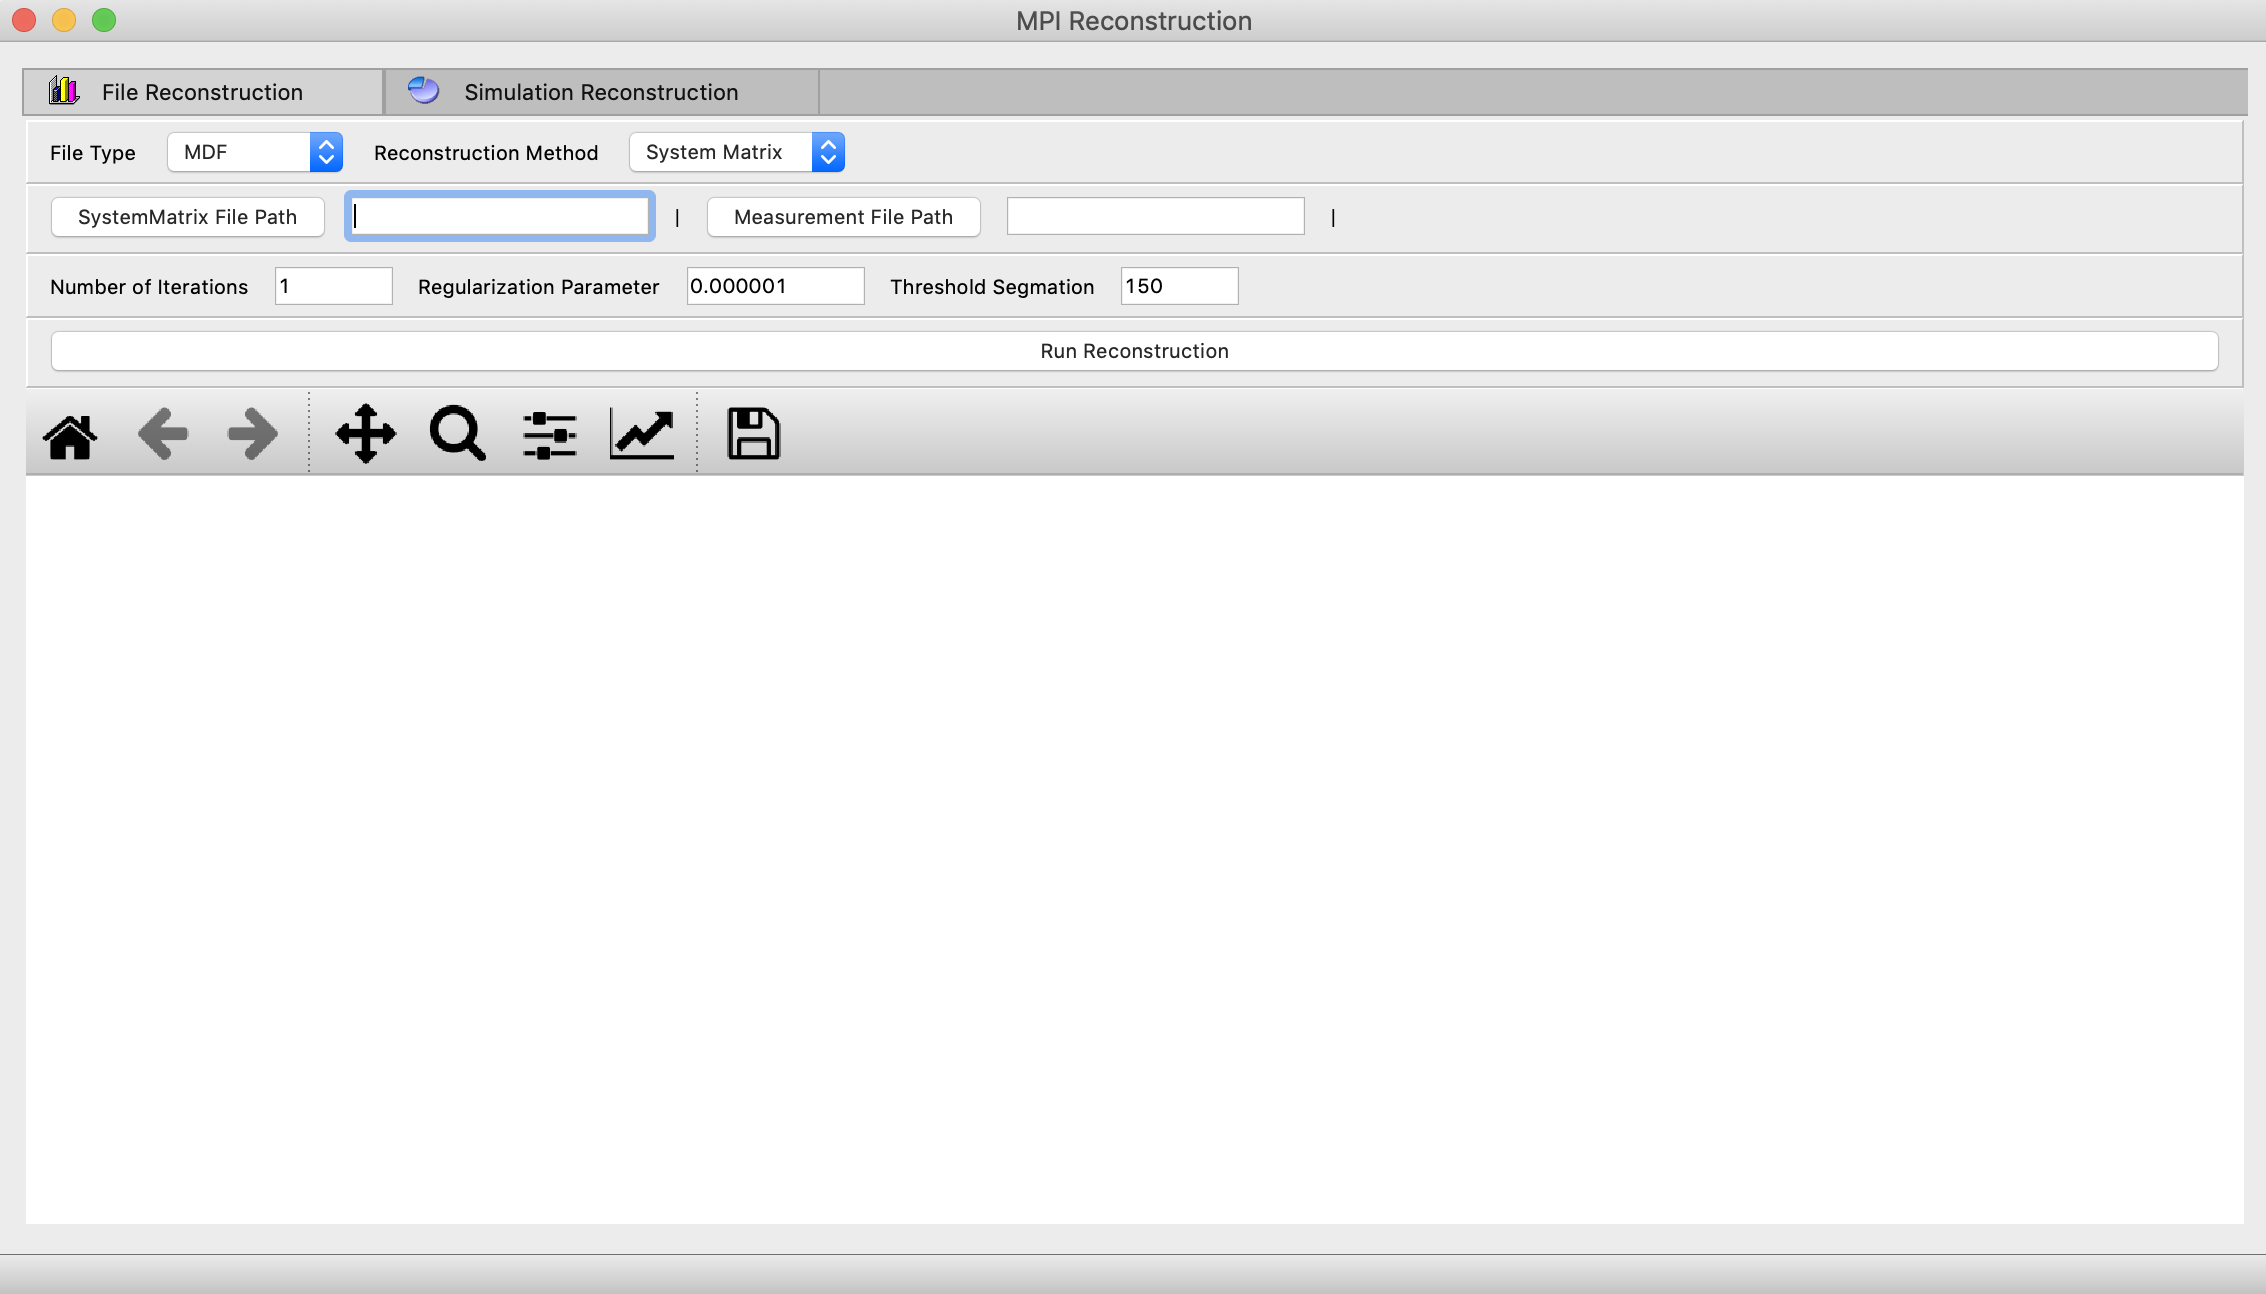 MPI Reconstruction
File Reconstruction Simulation Reconstruction
File Type MDF Reconstruction Method System Matrix
SystemMatrix File Path | Measurement File Path |
Number of Iterations 1 Regularization Parameter 0.000001 Threshold Segmation 150
Run Reconstruction